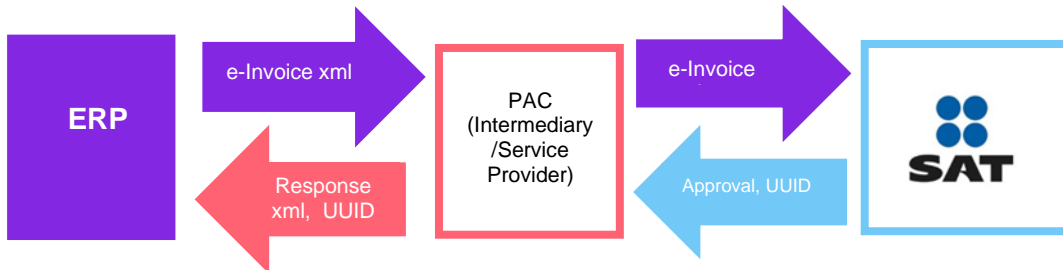 ERP
e-Invoice xml
Response
xml, UUID
PAC
(Intermediary
/Service
Provider)
e-Invoice
Approval, UUID
SAT